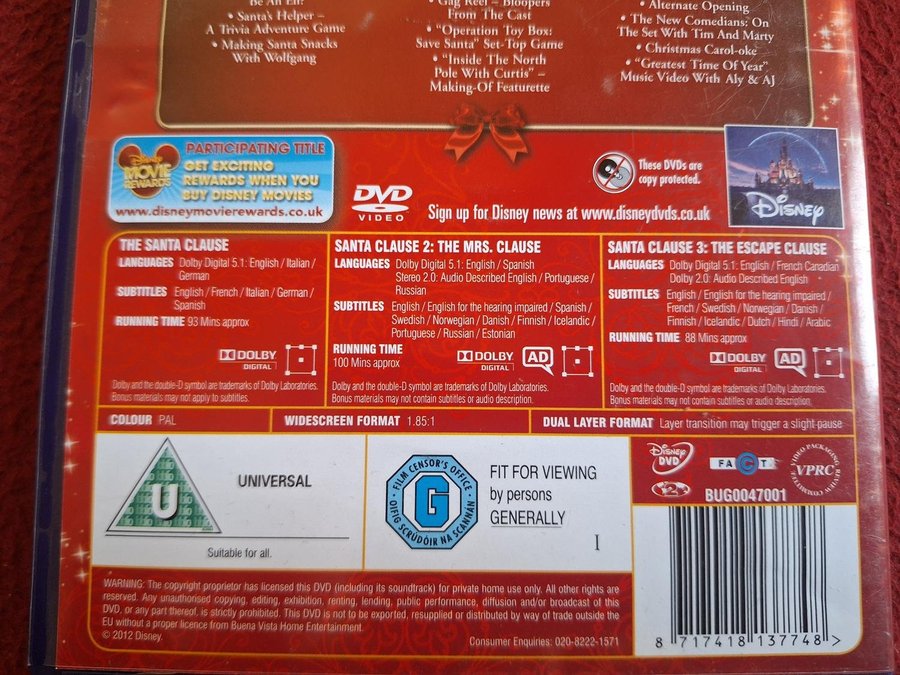 Be An Elf?
• Santa's Helper –
A Trivia Adventure Game
• Making Santa Snacks
With Wolfgang
• Gag Reel – Bloopers
From The Cast
• "Operation Toy Box:
Save Santa" Set-Top Game
• "Inside The North
Pole With Curtis" –
Making-Of Featurette
• Alternate Opening
• The New Comedians: On
The Set With Tim and Marty
• Christmas Carol-oke
• "Greatest Time Of Year"
Music Video With Aly & AJ
Disney
MOVIE
REWARDS
PARTICIPATING TITLE
GET EXCITING
REWARDS WHEN YOU
BUY DISNEY MOVIES
www.disneymovierewards.co.uk
DVD
VIDEO
These DVDs are
copy protected.
Sign up for Disney news at www.disneydvds.co.uk
Disney
THE SANTA CLAUSE
LANGUAGES Dolby Digital 5.1: English / Italian /
German
SUBTITLES English / French / Italian / German /
Spanish
RUNNING TIME 93 Mins approx
DOLBY
DIGITAL
Dolby and the double-D symbol are trademarks of Dolby Laboratories.
Bonus materials may not apply to subtitles.
SANTA CLAUSE 2: THE MRS. CLAUSE
LANGUAGES Dolby Digital 5.1: English / Spanish
Stereo 2.0: Audio Described English / Portuguese /
Russian
SUBTITLES English / English for the hearing impaired / Spanish /
Swedish / Norwegian / Danish / Finnish / Icelandic /
Portuguese / Russian / Estonian
RUNNING TIME
100 Mins approx
DOLBY
DIGITAL
AD
Dolby and the double-D symbol are trademarks of Dolby Laboratories.
Bonus materials may not contain subtitles or audio description.
SANTA CLAUSE 3: THE ESCAPE CLAUSE
LANGUAGES Dolby Digital 5.1: English / French Canadian
Dolby 2.0: Audio Described English
SUBTITLES English / English for the hearing impaired /
French / Swedish / Norwegian / Danish /
Finnish / Icelandic / Dutch / Hindi / Arabic
RUNNING TIME 88 Mins approx
DOLBY
DIGITAL
AD
Dolby and the double-D symbol are trademarks of Dolby Laboratories.
Bonus materials may not contain subtitles or audio description.
COLOUR PAL
WIDESCREEN FORMAT 1.85:1
DUAL LAYER FORMAT Layer transition may trigger a slight pause
U
UNIVERSAL
Suitable for all.
FILM CENSOR'S OFFICE
G
OIFIG SCRÚDÓIR NA SCANNÁN
FIT FOR VIEWING
by persons
GENERALLY
I
Disney
DVD
FACT
VIDEO PACKAGING
REVIEW COMMITTEE
VPRC
2
BUG0047001
8 717418 137748 >
WARNING: The copyright proprietor has licensed this DVD (including its soundtrack) for private home use only. All other rights are
reserved. Any unauthorised copying, editing, exhibition, renting, lending, public performance, diffusion and/or broadcast of this
DVD, or any part thereof, is strictly prohibited. This DVD is not to be exported, resupplied or distributed by way of trade outside the
EU without a proper licence from Buena Vista Home Entertainment.
© 2012 Disney.
Consumer Enquiries: 020-8222-1571